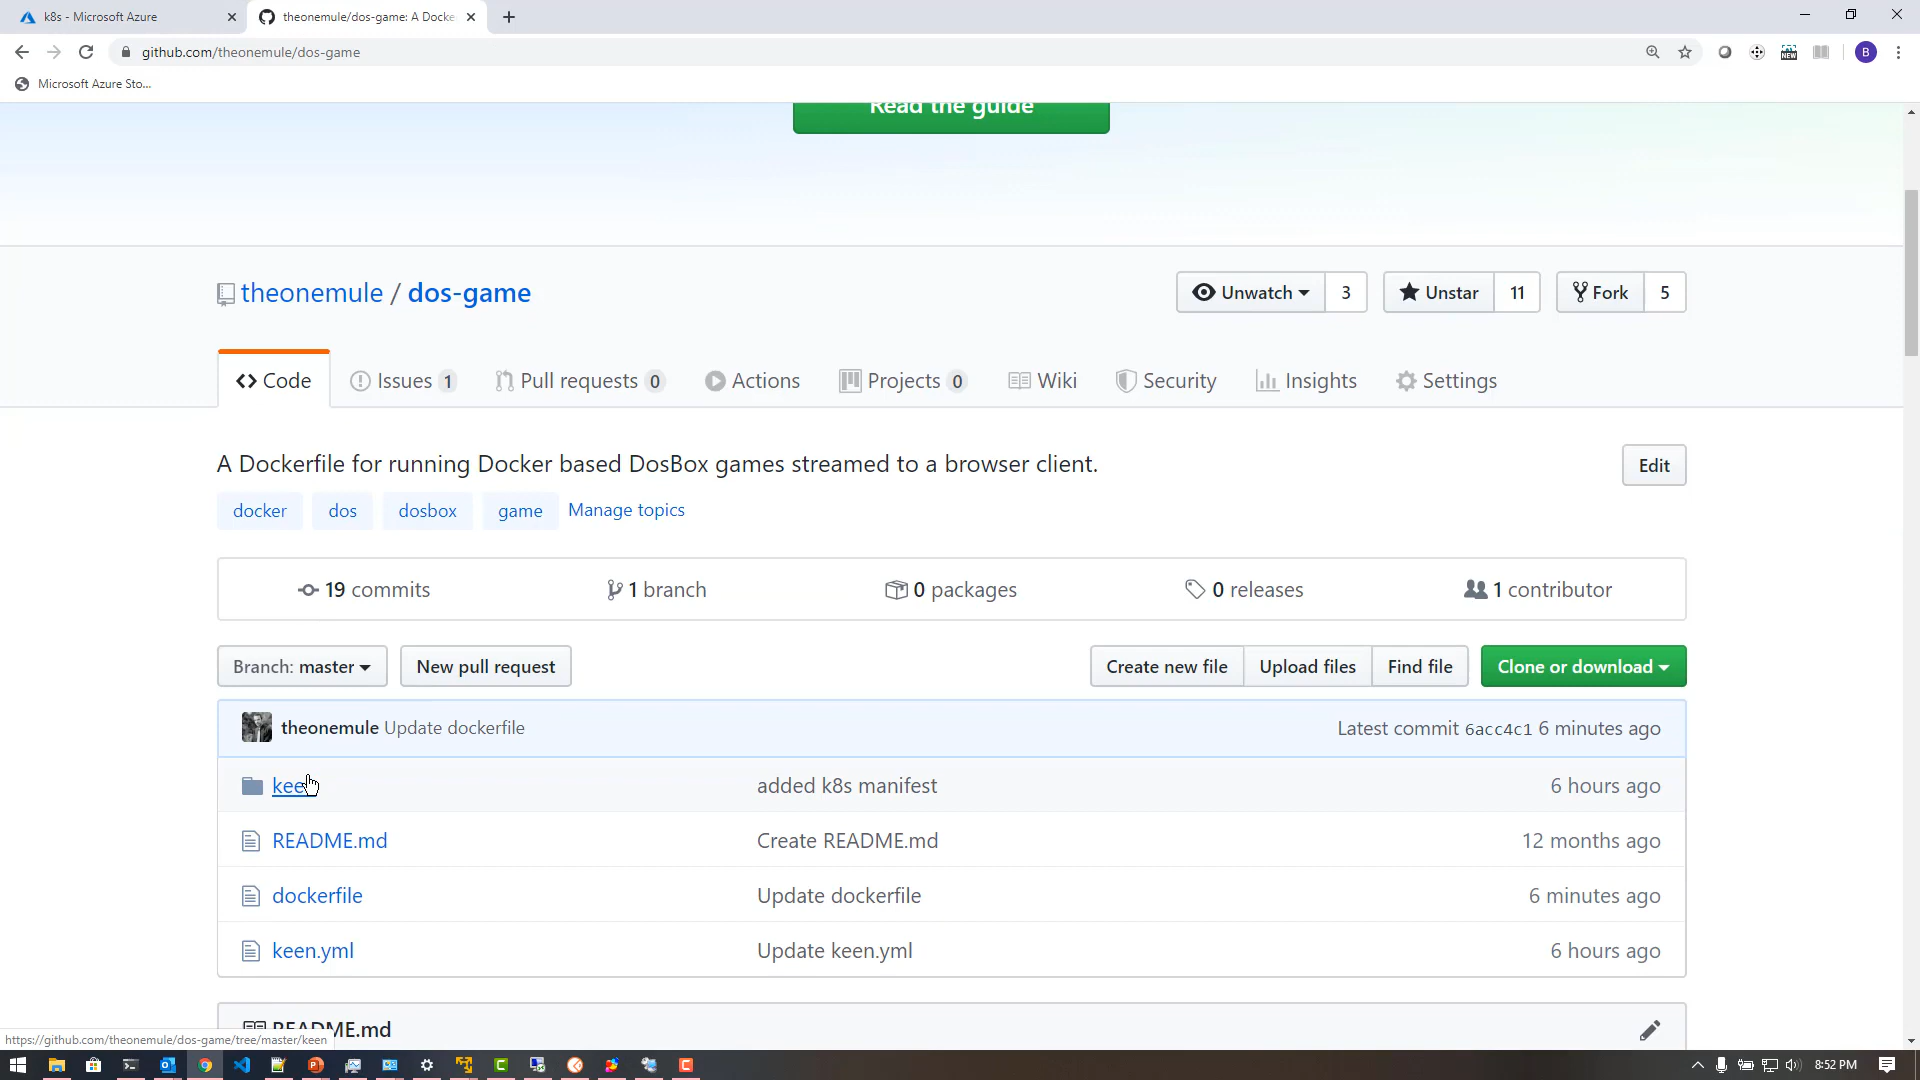 k8s - Microsoft Azure
theonemule/dos-game: A Docke
github.com/theonemule/dos-game
NEW
B
Microsoft Azure Sto...
Read the guide
theonemule / dos-game
Unwatch 3
Unstar 11
Fork 5
Code
Issues 1
Pull requests 0
Actions
Projects 0
Wiki
Security
Insights
Settings
A Dockerfile for running Docker based DosBox games streamed to a browser client.
Edit
docker dos dosbox game Manage topics
19 commits
1 branch
0 packages
0 releases
1 contributor
Branch: master
New pull request
Create new file
Upload files
Find file
Clone or download
theonemule Update dockerfile
Latest commit 6acc4c1 6 minutes ago
keen added k8s manifest 6 hours ago
README.md Create README.md 12 months ago
dockerfile Update dockerfile 6 minutes ago
keen.yml Update keen.yml 6 hours ago
README.md
https://github.com/theonemule/dos-game/tree/master/keen
8:52 PM